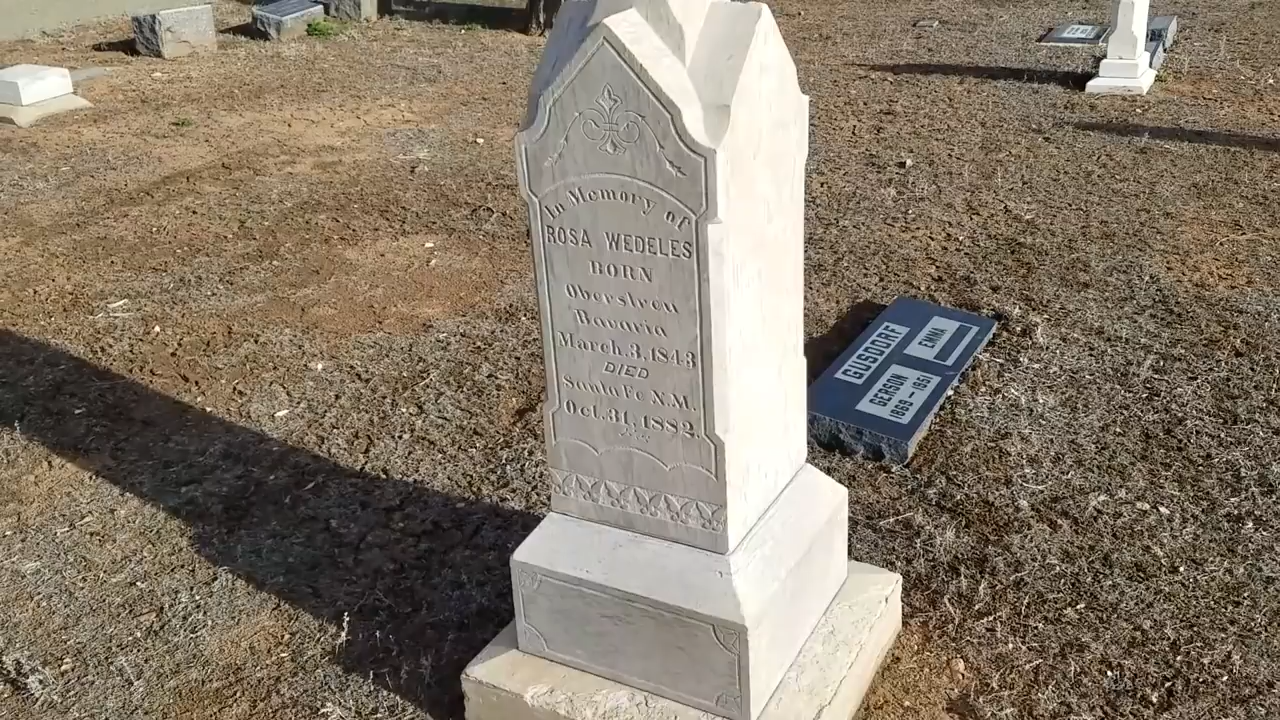 In Memory of
ROSA WEDELES
BORN
Obersteen
Bavaria
March.3.1843
DIED
Santa Fe N.M.
Oct.31,1882.
GUSDORF
EMMA
GERSON
1869-1951